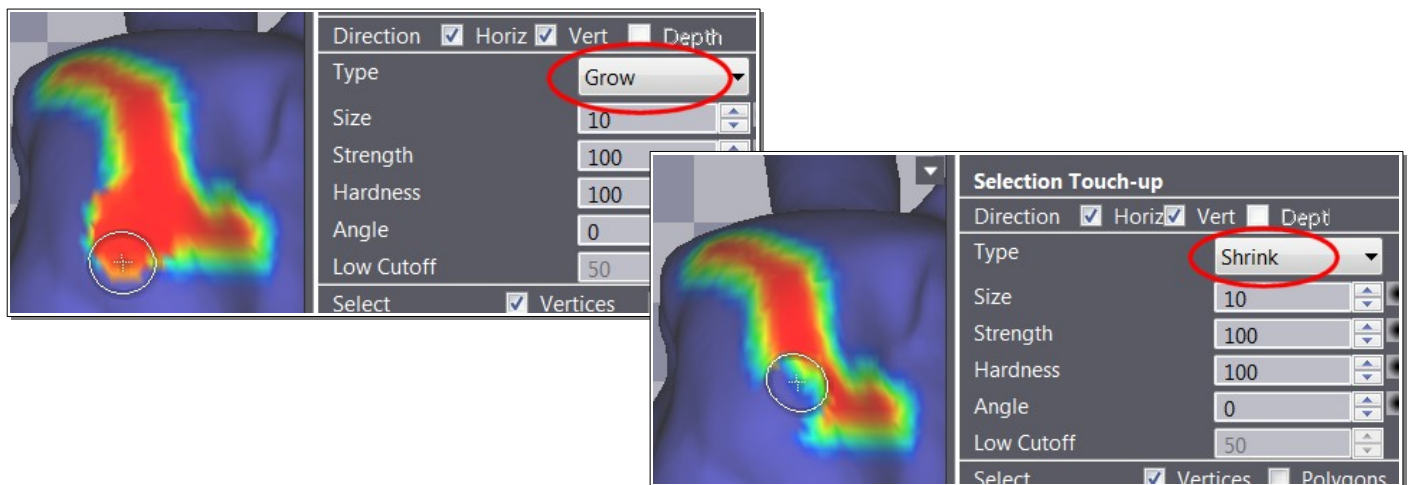 Direction Horiz Vert Depth
Type Grow
Size 10
Strength 100
Hardness 100
Angle 0
Low Cutoff 50
Select Vertices
Selection Touch-up
Direction Horiz Vert Dept
Type Shrink
Size 10
Strength 100
Hardness 100
Angle 0
Low Cutoff 50
Select Vertices Polygons